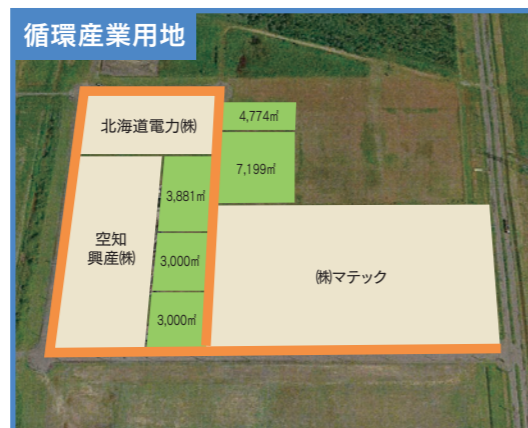 循環産業用地
北海道電力㈱
4,774㎡
7,199㎡
3,881㎡
空知
興産㈱
3,000㎡
㈱マテック
3,000㎡